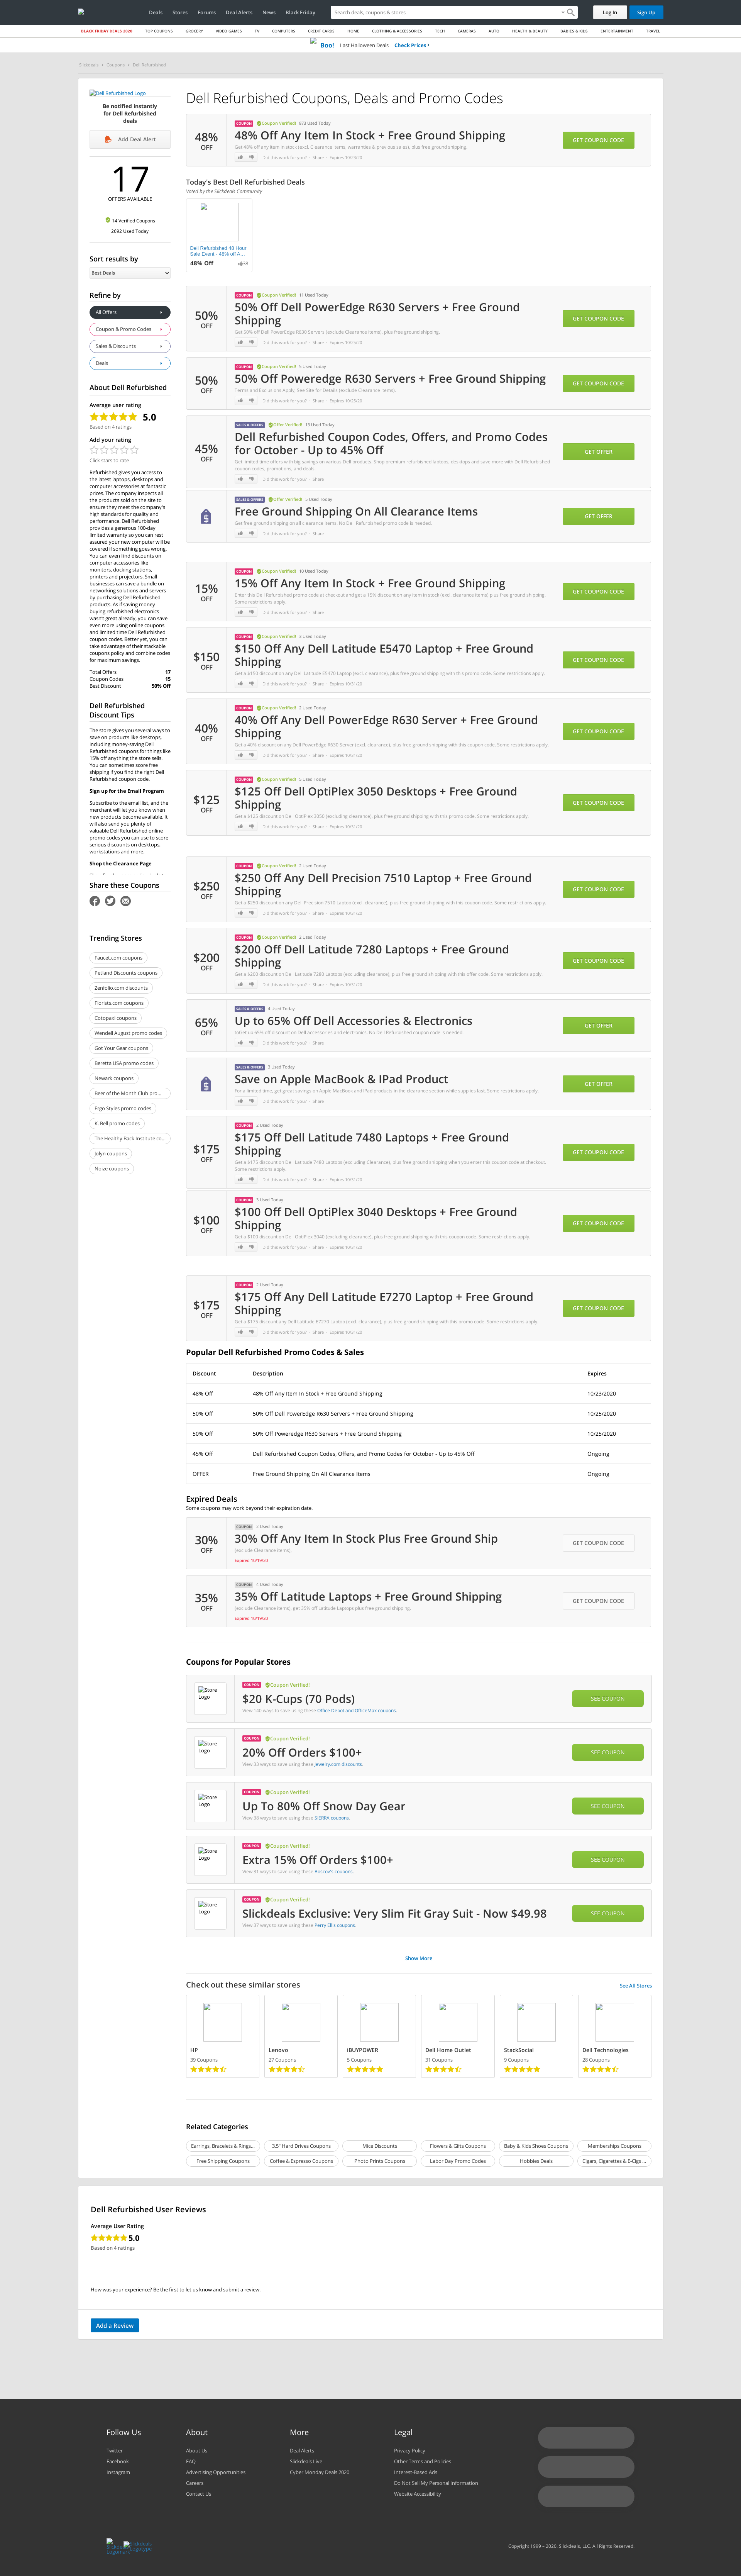 Deals
Stores
Forums
Deal Alerts
News
Black Friday
Search deals, coupons & stores
Log In
Sign Up
BLACK FRIDAY DEALS 2020
TOP COUPONS
GROCERY
VIDEO GAMES
TV
COMPUTERS
CREDIT CARDS
HOME
CLOTHING & ACCESSORIES
TECH
CAMERAS
AUTO
HEALTH & BEAUTY
BABIES & KIDS
ENTERTAINMENT
TRAVEL
Boo! Last Halloween Deals Check Prices ›
Slickdeals › Coupons › Dell Refurbished
Dell Refurbished Logo
Be notified instantly
for Dell Refurbished
deals
Add Deal Alert
17
OFFERS AVAILABLE
14 Verified Coupons
2692 Used Today
Sort results by
Best Deals
Refine by
All Offers
Coupon & Promo Codes
Sales & Discounts
Deals
About Dell Refurbished
Average user rating
5.0
Based on 4 ratings
Add your rating
Click stars to rate
Refurbished gives you access to
the latest laptops, desktops and
computer accessories at fantastic
prices. The company inspects all
the products sold on the site to
ensure they meet the company's
high standards for quality and
performance. Dell Refurbished
provides a generous 100-day
limited warranty so you can rest
assured your new computer will be
covered if something goes wrong.
You can even find discounts on
computer accessories such as
monitors, docking stations,
printers and projectors. Small
businesses can save a bundle on
networking solutions and servers
by purchasing Dell Refurbished
products. As if saving money
buying refurbished electronics
wasn't great already, you can save
even more using online coupons
and limited time Dell Refurbished
coupon codes. Better yet, you can
take advantage of their stackable
coupons policy and combine codes
for maximum savings.
Total Offers 17
Coupon Codes 15
Best Discount 50% Off
Dell Refurbished
Discount Tips
The store gives you several ways to
save on products like desktops,
including money-saving Dell
Refurbished coupons for things like
15% off anything the store sells.
You can sometimes score free
shipping if you find the right Dell
Refurbished coupon code.
Sign up for the Email Program
Subscribe to the email list, and the
merchant will let you know when
new products become available. It
will also send you plenty of
valuable Dell Refurbished online
promo codes you can use to score
serious discounts on desktops,
workstations and more.
Shop the Clearance Page
Share these Coupons
Trending Stores
Faucet.com coupons
Petland Discounts coupons
Zenfolio.com discounts
Florists.com coupons
Cotopaxi coupons
Wendell August promo codes
Got Your Gear coupons
Beretta USA promo codes
Newark coupons
Beer of the Month Club pro...
Ergo Styles promo codes
K. Bell promo codes
The Healthy Back Institute co...
Jolyn coupons
Noize coupons
Dell Refurbished Coupons, Deals and Promo Codes
48% OFF
COUPON Coupon Verified! 873 Used Today
48% Off Any Item In Stock + Free Ground Shipping
Get 48% off any item in stock (excl. Clearance items, warranties & previous sales), plus free ground shipping.
Did this work for you? · Share · Expires 10/23/20
GET COUPON CODE
Today's Best Dell Refurbished Deals
Voted by the Slickdeals Community
Dell Refurbished 48 Hour
Sale Event - 48% off A...
48% Off
50% OFF
COUPON Coupon Verified! 11 Used Today
50% Off Dell PowerEdge R630 Servers + Free Ground
Shipping
Get 50% off Dell PowerEdge R630 Servers (exclude Clearance items), plus free ground shipping.
Did this work for you? · Share · Expires 10/25/20
GET COUPON CODE
50% OFF
COUPON Coupon Verified! 5 Used Today
50% Off Poweredge R630 Servers + Free Ground Shipping
Terms and Exclusions Apply, See Site for Details (exclude Clearance items).
Did this work for you? · Share · Expires 10/25/20
GET COUPON CODE
45% OFF
SALES & OFFERS Offer Verified! 13 Used Today
Dell Refurbished Coupon Codes, Offers, and Promo Codes
for October - Up to 45% Off
Get limited time offers with big savings on various Dell products. Shop premium refurbished laptops, desktops and save more with Dell Refurbished
coupon codes, promotions, and deals.
Did this work for you? · Share
GET OFFER
SALES & OFFERS Offer Verified! 5 Used Today
Free Ground Shipping On All Clearance Items
Get free ground shipping on all clearance items. No Dell Refurbished promo code is needed.
Did this work for you? · Share
GET OFFER
15% OFF
COUPON Coupon Verified! 10 Used Today
15% Off Any Item In Stock + Free Ground Shipping
Enter this Dell Refurbished promo code at checkout and get a 15% discount on any item in stock (excl. clearance items) plus free ground shipping.
Some restrictions apply.
Did this work for you? · Share
GET COUPON CODE
$150 OFF
COUPON Coupon Verified! 3 Used Today
$150 Off Any Dell Latitude E5470 Laptop + Free Ground
Shipping
Get a $150 discount on any Dell Latitude E5470 Laptop (excl. clearance), plus free ground shipping with this promo code. Some restrictions apply.
Did this work for you? · Share · Expires 10/31/20
GET COUPON CODE
40% OFF
COUPON Coupon Verified! 2 Used Today
40% Off Any Dell PowerEdge R630 Server + Free Ground
Shipping
Get a 40% discount on any Dell PowerEdge R630 Server (excl. clearance), plus free ground shipping with this coupon code. Some restrictions apply.
Did this work for you? · Share · Expires 10/31/20
GET COUPON CODE
$125 OFF
COUPON Coupon Verified! 5 Used Today
$125 Off Dell OptiPlex 3050 Desktops + Free Ground
Shipping
Get a $125 discount on Dell OptiPlex 3050 (excluding clearance), plus free ground shipping with this promo code. Some restrictions apply.
Did this work for you? · Share · Expires 10/31/20
GET COUPON CODE
$250 OFF
COUPON Coupon Verified! 2 Used Today
$250 Off Any Dell Precision 7510 Laptop + Free Ground
Shipping
Get a $250 discount on any Dell Precision 7510 Laptop (excl. clearance), plus free ground shipping with this coupon code. Some restrictions apply.
Did this work for you? · Share · Expires 10/31/20
GET COUPON CODE
$200 OFF
COUPON Coupon Verified! 2 Used Today
$200 Off Dell Latitude 7280 Laptops + Free Ground
Shipping
Get a $200 discount on Dell Latitude 7280 Laptops (excluding clearance), plus free ground shipping with this offer code. Some restrictions apply.
Did this work for you? · Share · Expires 10/31/20
GET COUPON CODE
65% OFF
SALES & OFFERS 4 Used Today
Up to 65% Off Dell Accessories & Electronics
nGet up 65% off discount on Dell accessories and electronics. No Dell Refurbished coupon code is needed.
Did this work for you? · Share
GET OFFER
SALES & OFFERS 3 Used Today
Save on Apple MacBook & IPad Product
For a limited time, get great savings on Apple MacBook and IPad products in the clearance section while supplies last. Some restrictions apply.
Did this work for you? · Share
GET OFFER
$175 OFF
COUPON 2 Used Today
$175 Off Dell Latitude 7480 Laptops + Free Ground
Shipping
Get a $175 discount on Dell Latitude 7480 Laptops (excluding Clearance), plus free ground shipping when you enter this coupon code at checkout.
Some restrictions apply.
Did this work for you? · Share · Expires 10/31/20
GET COUPON CODE
$100 OFF
COUPON 3 Used Today
$100 Off Dell OptiPlex 3040 Desktops + Free Ground
Shipping
Get a $100 discount off on Dell OptiPlex 3040 (excluding clearance), plus free ground shipping with this coupon code. Some restrictions apply.
Did this work for you? · Share · Expires 10/31/20
GET COUPON CODE
$175 OFF
COUPON 2 Used Today
$175 Off Any Dell Latitude E7270 Laptop + Free Ground
Shipping
Get a $175 discount any Dell Latitude E7270 Laptop (excl. clearance), plus free ground shipping with this promo code. Some restrictions apply.
Did this work for you? · Share · Expires 10/31/20
GET COUPON CODE
Popular Dell Refurbished Promo Codes & Sales
Discount Description Expires
48% Off 48% Off Any Item In Stock + Free Ground Shipping 10/23/2020
50% Off 50% Off Dell PowerEdge R630 Servers + Free Ground Shipping 10/25/2020
50% Off 50% Off Poweredge R630 Servers + Free Ground Shipping 10/25/2020
45% Off Dell Refurbished Coupon Codes, Offers, and Promo Codes for October - Up to 45% Off Ongoing
OFFER Free Ground Shipping On All Clearance Items Ongoing
Expired Deals
Some coupons may work beyond their expiration date.
30% OFF
COUPON 2 Used Today
30% Off Any Item In Stock Plus Free Ground Ship
(exclude Clearance items).
Expired 10/19/20
GET COUPON CODE
35% OFF
COUPON 4 Used Today
35% Off Latitude Laptops + Free Ground Shipping
(exclude Clearance items), get 35% off Latitude Laptops plus free ground shipping.
Expired 10/19/20
GET COUPON CODE
Coupons for Popular Stores
Store Logo
COUPON Coupon Verified!
$20 K-Cups (70 Pods)
View 140 ways to save using these Office Depot and OfficeMax coupons.
SEE COUPON
Store Logo
COUPON Coupon Verified!
20% Off Orders $100+
View 33 ways to save using these Jewelry.com discounts.
SEE COUPON
Store Logo
COUPON Coupon Verified!
Up To 80% Off Snow Day Gear
View 38 ways to save using these SIERRA coupons.
SEE COUPON
Store Logo
COUPON Coupon Verified!
Extra 15% Off Orders $100+
View 31 ways to save using these Boscov's coupons.
SEE COUPON
Store Logo
COUPON Coupon Verified!
Slickdeals Exclusive: Very Slim Fit Gray Suit - Now $49.98
View 37 ways to save using these Perry Ellis coupons.
SEE COUPON
Show More
Check out these similar stores
See All Stores
HP
39 Coupons
Lenovo
27 Coupons
iBUYPOWER
5 Coupons
Dell Home Outlet
31 Coupons
StackSocial
9 Coupons
Dell Technologies
28 Coupons
Related Categories
Earrings, Bracelets & Rings...
3.5" Hard Drives Coupons
Mice Discounts
Flowers & Gifts Coupons
Baby & Kids Shoes Coupons
Memberships Coupons
Free Shipping Coupons
Coffee & Espresso Coupons
Photo Prints Coupons
Labor Day Promo Codes
Hobbies Deals
Cigars, Cigarettes & E-Cigs ...
Dell Refurbished User Reviews
Average User Rating
5.0
Based on 4 ratings
How was your experience? Be the first to let us know and submit a review.
Add a Review
Follow Us
Twitter
Facebook
Instagram
About
About Us
FAQ
Advertising Opportunities
Careers
Contact Us
More
Deal Alerts
Slickdeals Live
Cyber Monday Deals 2020
Legal
Privacy Policy
Other Terms and Policies
Interest-Based Ads
Do Not Sell My Personal Information
Website Accessibility
Slickdeals Logomark
Slickdeals Logotype
Copyright 1999 – 2020. Slickdeals, LLC. All Rights Reserved.